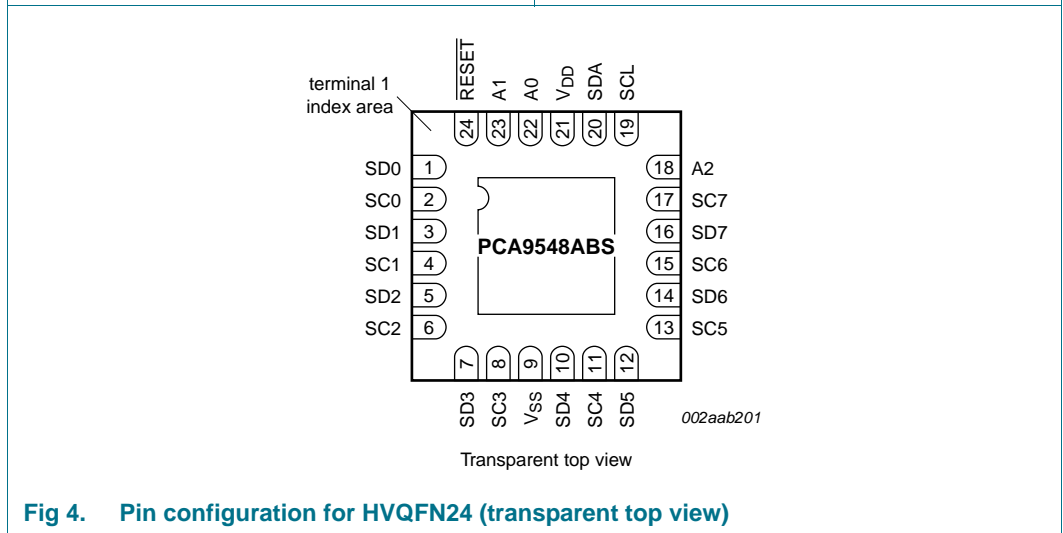 terminal 1
index area
RESET
A1
A0
VDD
SDA
SCL
24
23
22
21
20
19
SD0 1
SC0 2
SD1 3
SC1 4
SD2 5
SC2 6
18 A2
17 SC7
16 SD7
15 SC6
14 SD6
13 SC5
PCA9548ABS
7
8
9
10
11
12
SD3
SC3
VSS
SD4
SC4
SD5
002aab201
Transparent top view
Fig 4. Pin configuration for HVQFN24 (transparent top view)